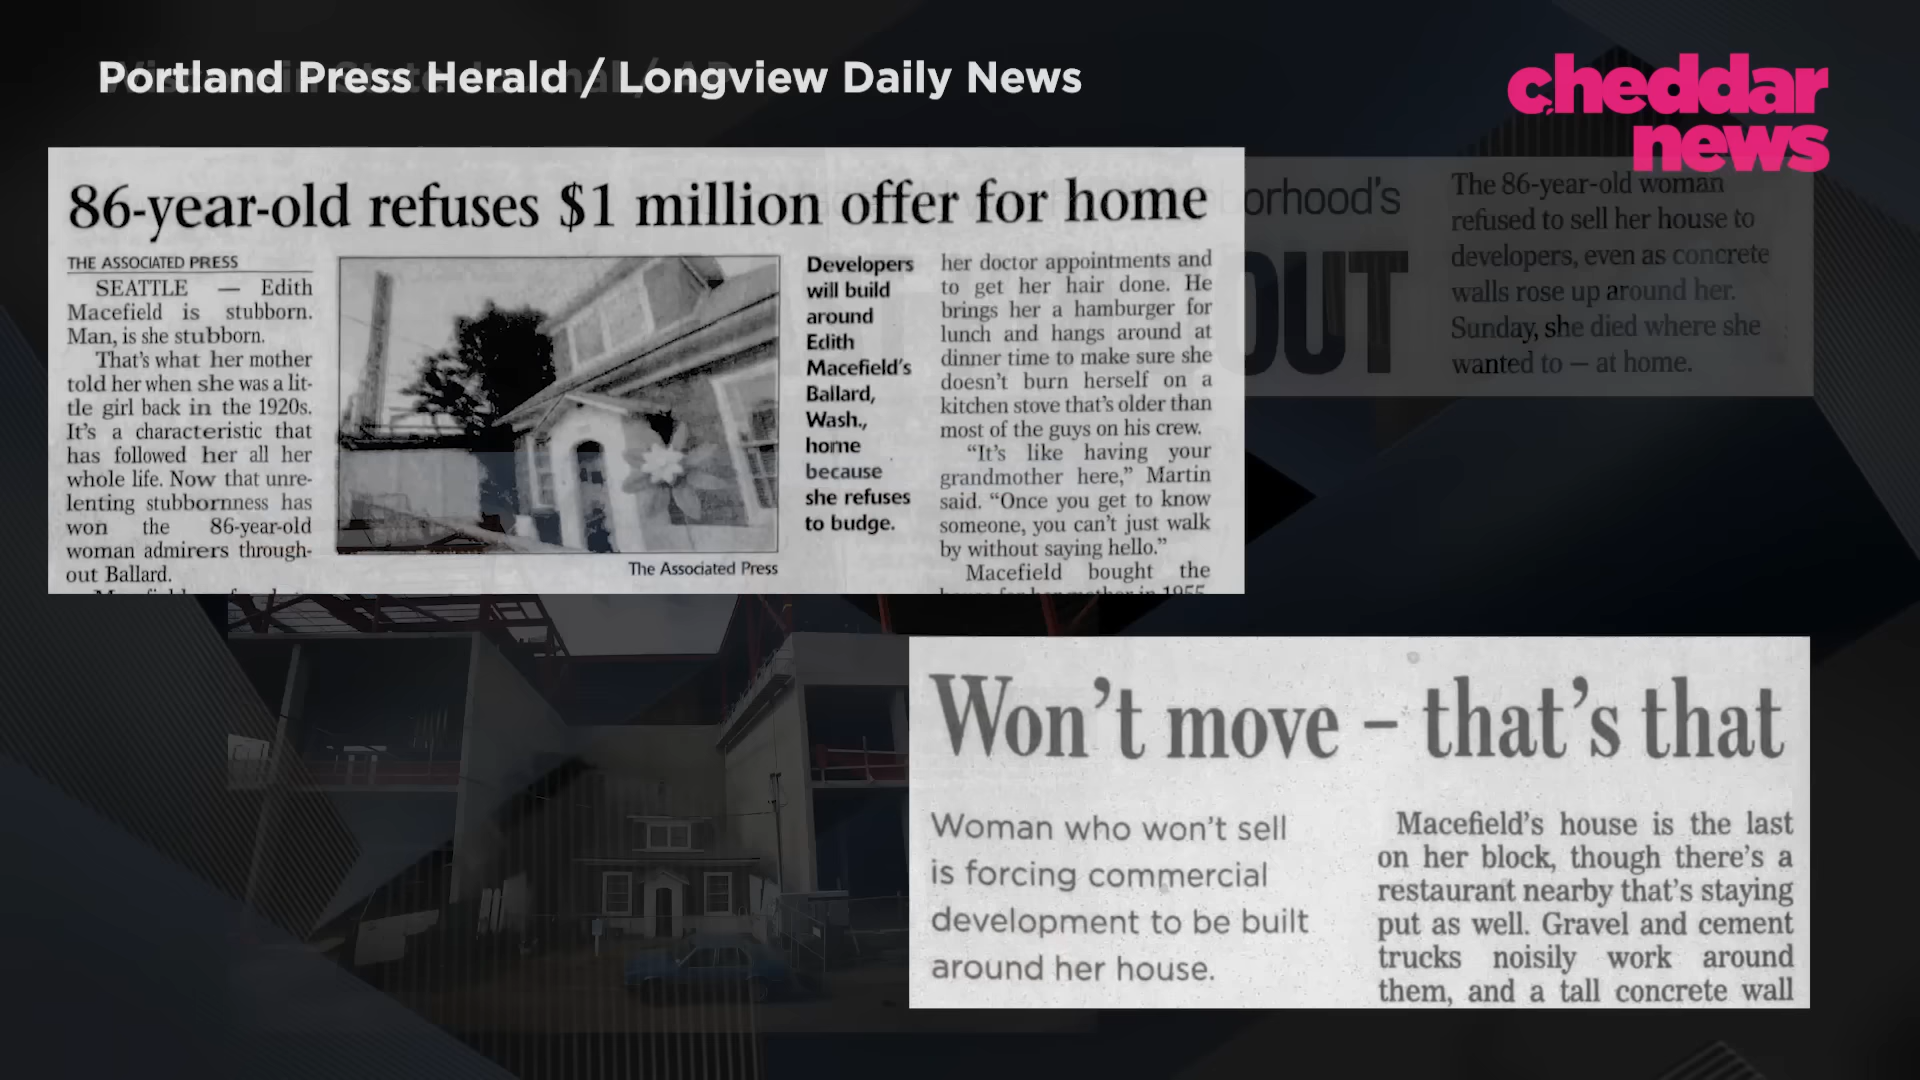 Portland Press Herald / Longview Daily News
cheddar
news
86-year-old refuses $1 million offer for home
THE ASSOCIATED PRESS
SEATTLE — Edith
Macefield is stubborn.
Man, is she stubborn.
That's what her mother
told her when she was a lit-
tle girl back in the 1920s.
It's a characteristic that
has followed her all her
whole life. Now that unre-
lenting stubbornness has
won the 86-year-old
woman admirers through-
out Ballard.
The Associated Press
Developers
will build
around
Edith
Macefield's
Ballard,
Wash.,
home
because
she refuses
to budge.
her doctor appointments and
to get her hair done. He
brings her a hamburger for
lunch and hangs around at
dinner time to make sure she
doesn't burn herself on a
kitchen stove that's older than
most of the guys on his crew.
"It's like having your
grandmother here," Martin
said. "Once you get to know
someone, you can't just walk
by without saying hello."
Macefield bought the
house for her mother in 1955
orhood's
OUT
The 86-year-old woman
refused to sell her house to
developers, even as concrete
walls rose up around her.
Sunday, she died where she
wanted to — at home.
Won't move – that's that
Woman who won't sell
is forcing commercial
development to be built
around her house.
Macefield's house is the last
on her block, though there's a
restaurant nearby that's staying
put as well. Gravel and cement
trucks noisily work around
them, and a tall concrete wall